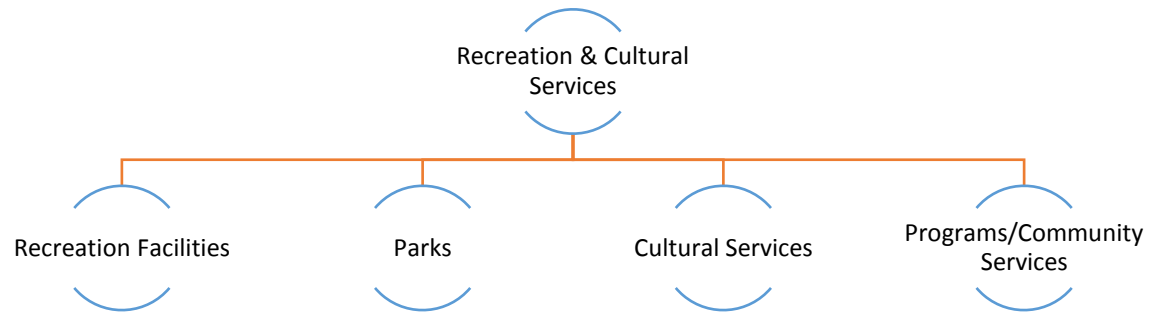 Recreation & Cultural
Services
Recreation Facilities
Parks
Cultural Services
Programs/Community
Services